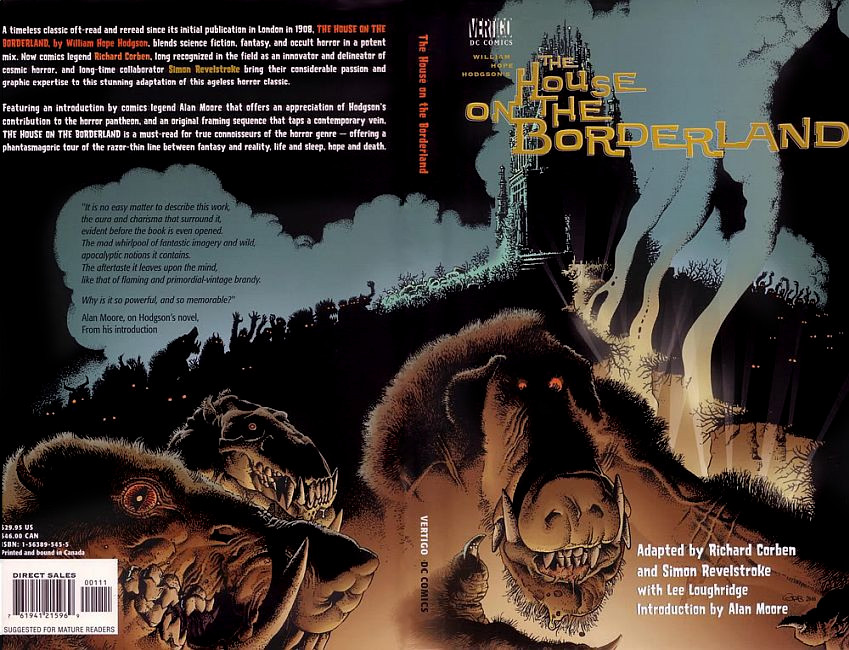 A timeless classic oft-read and reread since its initial publication in London in 1908, THE HOUSE ON THE
BORDERLAND, by William Hope Hodgson, blends science fiction, fantasy, and occult horror in a potent
mix. Now comics legend Richard Corben, long recognized in the field as an innovator and delineator of
cosmic horror, and long-time collaborator Simon Revelstroke bring their considerable passion and
graphic expertise to this stunning adaptation of this ageless horror classic.
Featuring an introduction by comics legend Alan Moore that offers an appreciation of Hodgson's
contribution to the horror pantheon, and an original framing sequence that taps a contemporary vein,
THE HOUSE ON THE BORDERLAND is a must-read for true connoisseurs of the horror genre — offering a
phantasmagoric tour of the razor-thin line between fantasy and reality, life and sleep, hope and death.
"It is no easy matter to describe this work,
the aura and charisma that surround it,
evident before the book is even opened.
The mad whirlpool of fantastic imagery and wild,
apocalyptic notions it contains.
The aftertaste it leaves upon the mind,
like that of flaming and primordial-vintage brandy.
Why is it so powerful, and so memorable?"
Alan Moore, on Hodgson's novel,
From his introduction
$29.95 US
$46.00 CAN
ISBN: 1-56389-545-5
Printed and bound in Canada
DIRECT SALES
00111
7 61941 21596 9
SUGGESTED FOR MATURE READERS
The House on the Borderland
VERTIGO DC COMICS
VERTIGO
DC COMICS
WILLIAM
HOPE
HODGSON'S
THE
HOUSE
ON THE
BORDERLAND
Adapted by Richard Corben
and Simon Revelstroke
with Lee Loughridge
Introduction by Alan Moore